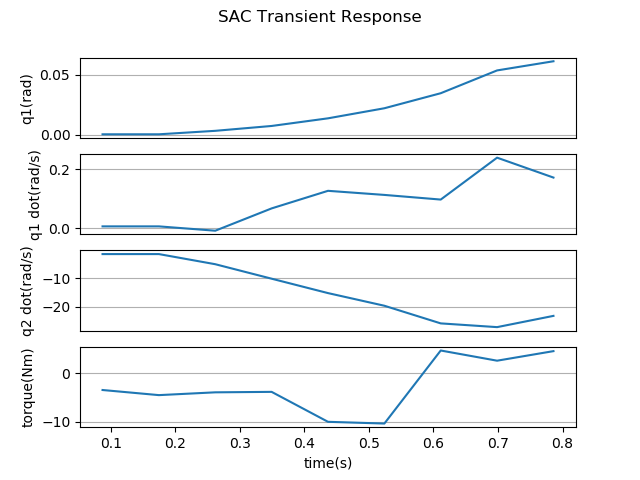 SAC Transient Response
q1(rad)
0.05
0.00
q1 dot(rad/s)
0.2
0.0
q2 dot(rad/s)
−10
−20
torque(Nm)
0
−10
0.1 0.2 0.3 0.4 0.5 0.6 0.7 0.8
time(s)